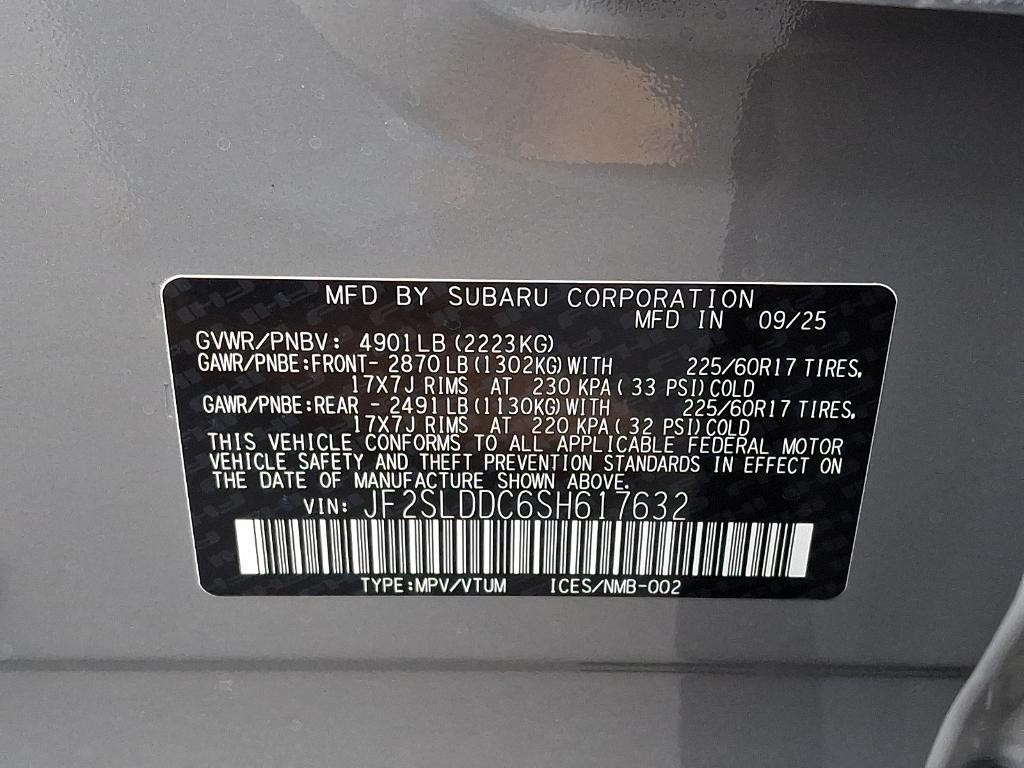 MFD BY SUBARU CORPORATION
MFD IN 09/25
GVWR/PNBV: 4901 LB (2223KG)
GAWR/PNBE:FRONT- 2870 LB (1302KG) WITH 225/60R17 TIRES,
17X7J RIMS AT 230 KPA ( 33 PSI) COLD
GAWR/PNBE:REAR - 2491 LB (1130KG) WITH 225/60R17 TIRES,
17X7J RIMS AT 220 KPA ( 32 PSI) COLD
THIS VEHICLE CONFORMS TO ALL APPLICABLE FEDERAL MOTOR
VEHICLE SAFETY AND THEFT PREVENTION STANDARDS IN EFFECT ON
THE DATE OF MANUFACTURE SHOWN ABOVE.
VIN: JF2SLDDC6SH617632
TYPE:MPV/VTUM ICES/NMB-002